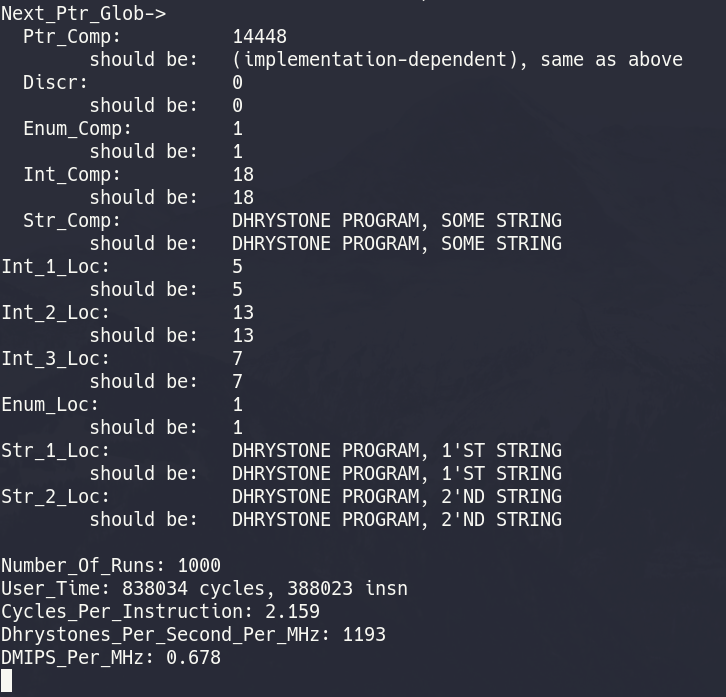 Next_Ptr_Glob->
Ptr_Comp: 14448
should be: (implementation-dependent), same as above
Discr: 0
should be: 0
Enum_Comp: 1
should be: 1
Int_Comp: 18
should be: 18
Str_Comp: DHRYSTONE PROGRAM, SOME STRING
should be: DHRYSTONE PROGRAM, SOME STRING
Int_1_Loc: 5
should be: 5
Int_2_Loc: 13
should be: 13
Int_3_Loc: 7
should be: 7
Enum_Loc: 1
should be: 1
Str_1_Loc: DHRYSTONE PROGRAM, 1'ST STRING
should be: DHRYSTONE PROGRAM, 1'ST STRING
Str_2_Loc: DHRYSTONE PROGRAM, 2'ND STRING
should be: DHRYSTONE PROGRAM, 2'ND STRING
Number_Of_Runs: 1000
User_Time: 838034 cycles, 388023 insn
Cycles_Per_Instruction: 2.159
Dhrystones_Per_Second_Per_MHz: 1193
DMIPS_Per_MHz: 0.678